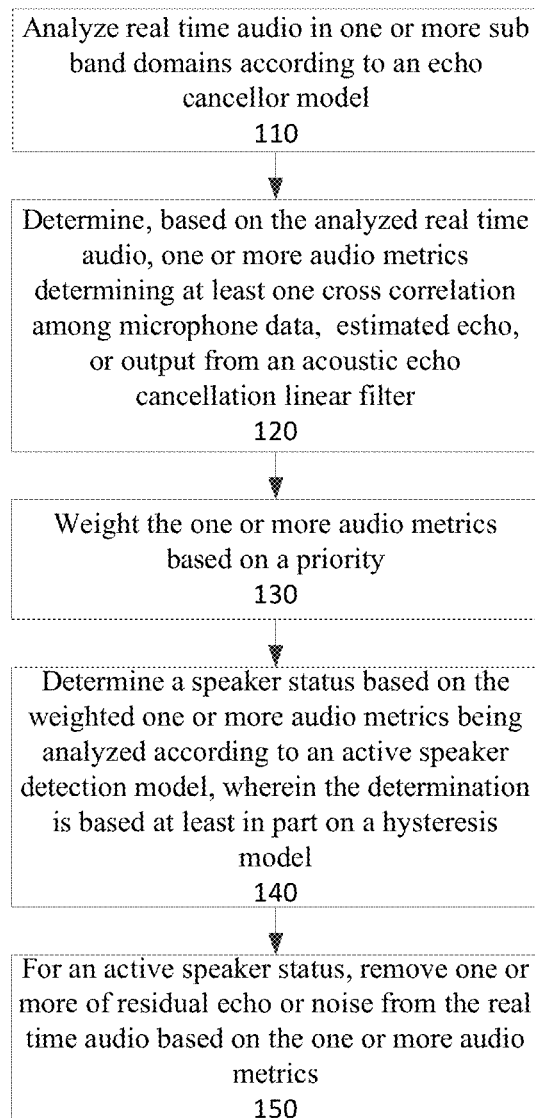 Analyze real time audio in one or more sub
band domains according to an echo
cancellor model
110
Determine, based on the analyzed real time
audio, one or more audio metrics
determining at least one cross correlation
among microphone data, estimated echo,
or output from an acoustic echo
cancellation linear filter
120
Weight the one or more audio metrics
based on a priority
130
Determine a speaker status based on the
weighted one or more audio metrics being
analyzed according to an active speaker
detection model, wherein the determination
is based at least in part on a hysteresis
model
140
For an active speaker status, remove one or
more of residual echo or noise from the real
time audio based on the one or more audio
metrics
150